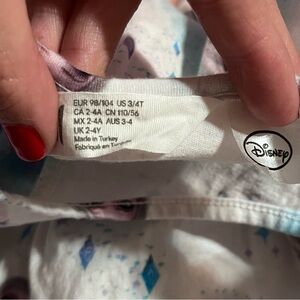 EUR 98/104 US 3/4T
CA 2-4A CN 110/56
MX 2-4A AUS 3-4
UK 2-4Y
Made in Turkey
Fabriqué en
Disney